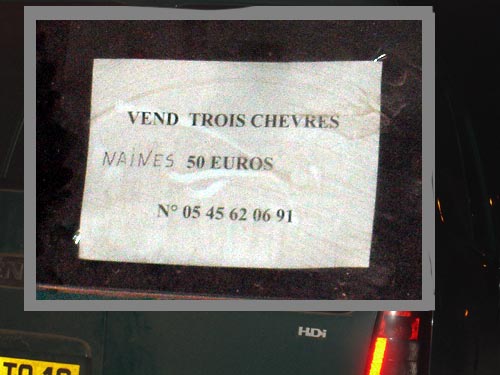 VEND TROIS CHEVRES
NAINES 50 EUROS
N° 05 45 62 06 91
HDi